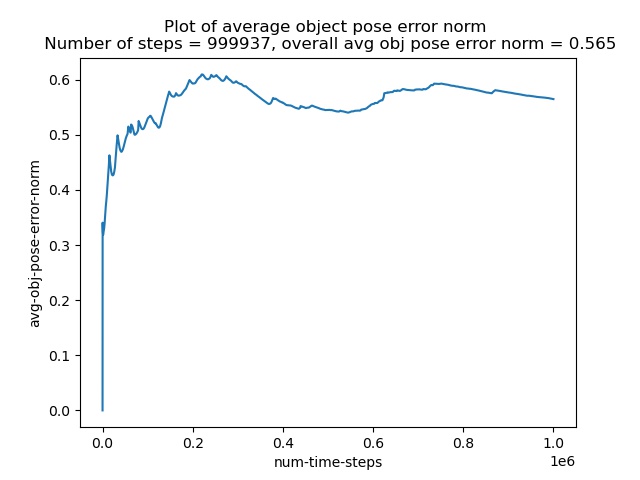 Plot of average object pose error norm
Number of steps = 999937, overall avg obj pose error norm = 0.565
0.6
0.5
0.4
0.3
0.2
0.1
0.0
avg-obj-pose-error-norm
0.0 0.2 0.4 0.6 0.8 1.0
1e6
num-time-steps